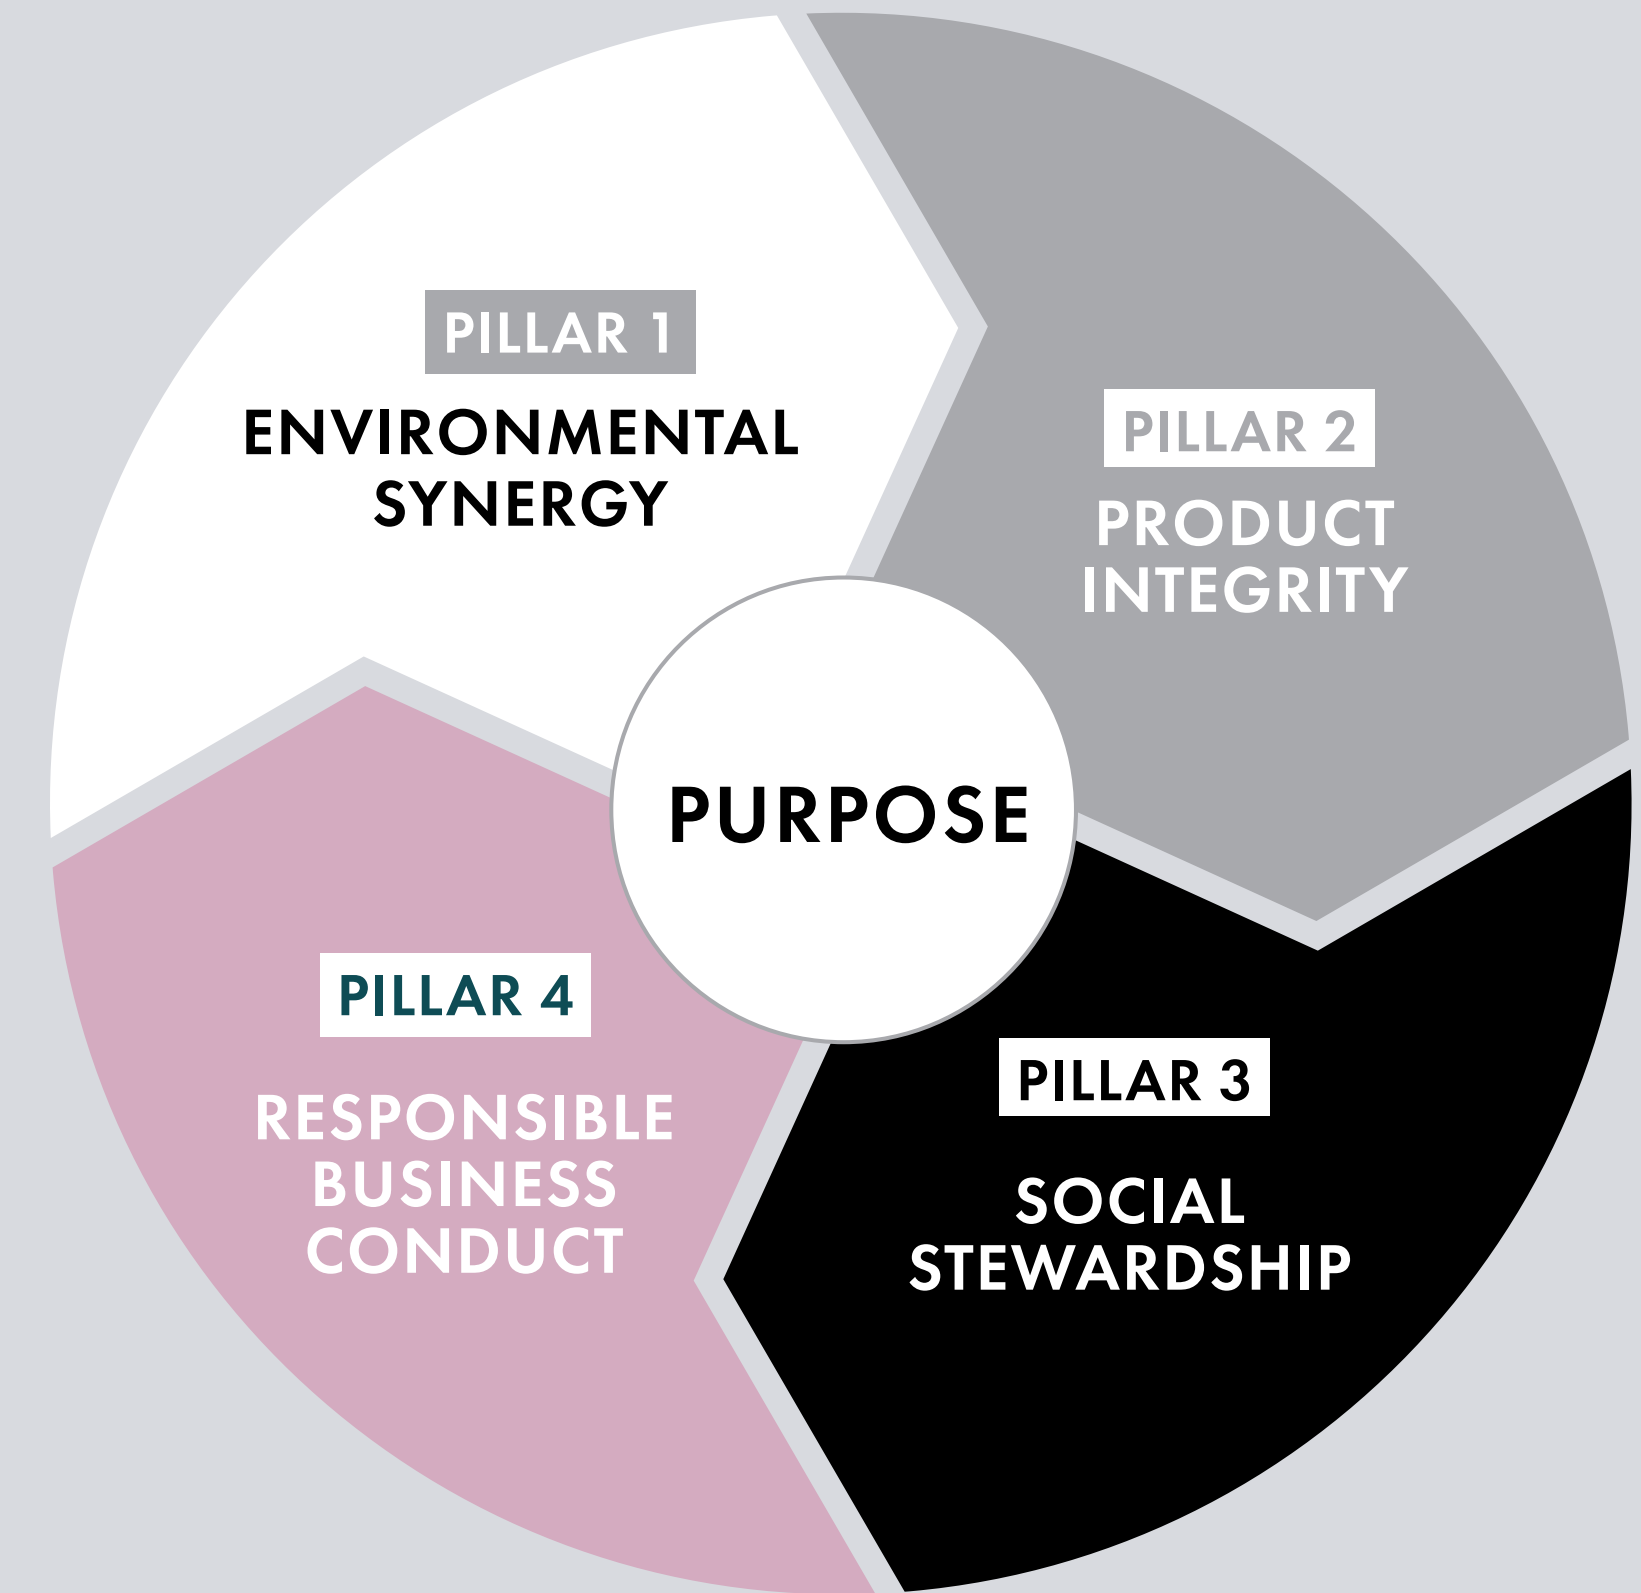 PILLAR 1
ENVIRONMENTAL
SYNERGY
PILLAR 2
PRODUCT
INTEGRITY
PURPOSE
PILLAR 4
RESPONSIBLE
BUSINESS
CONDUCT
PILLAR 3
SOCIAL
STEWARDSHIP